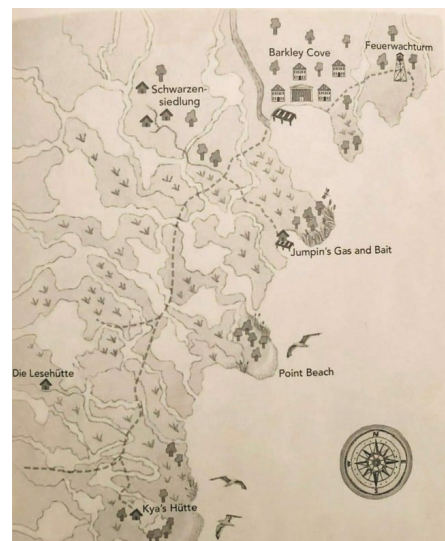 Barkley Cove
Feuerwachturm
Schwarzen-
siedlung
Jumpin's Gas and Bait
Point Beach
Die Lesehütte
Kya's Hütte
N
S